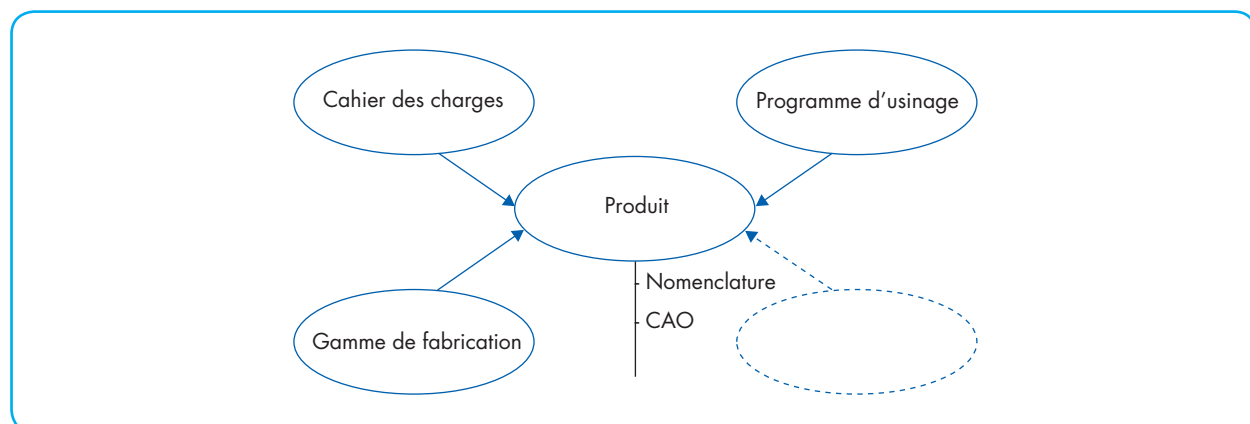 Cahier des charges
Programme d’usinage
Produit
Nomenclature
CAO
Gamme de fabrication